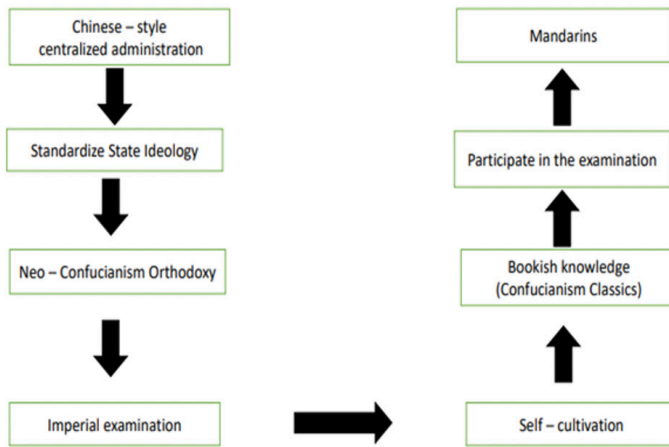 Chinese – style
centralized administration
Standardize State Ideology
Neo – Confucianism Orthodoxy
Imperial examination
Self – cultivation
Bookish knowledge
(Confucianism Classics)
Participate in the examination
Mandarins